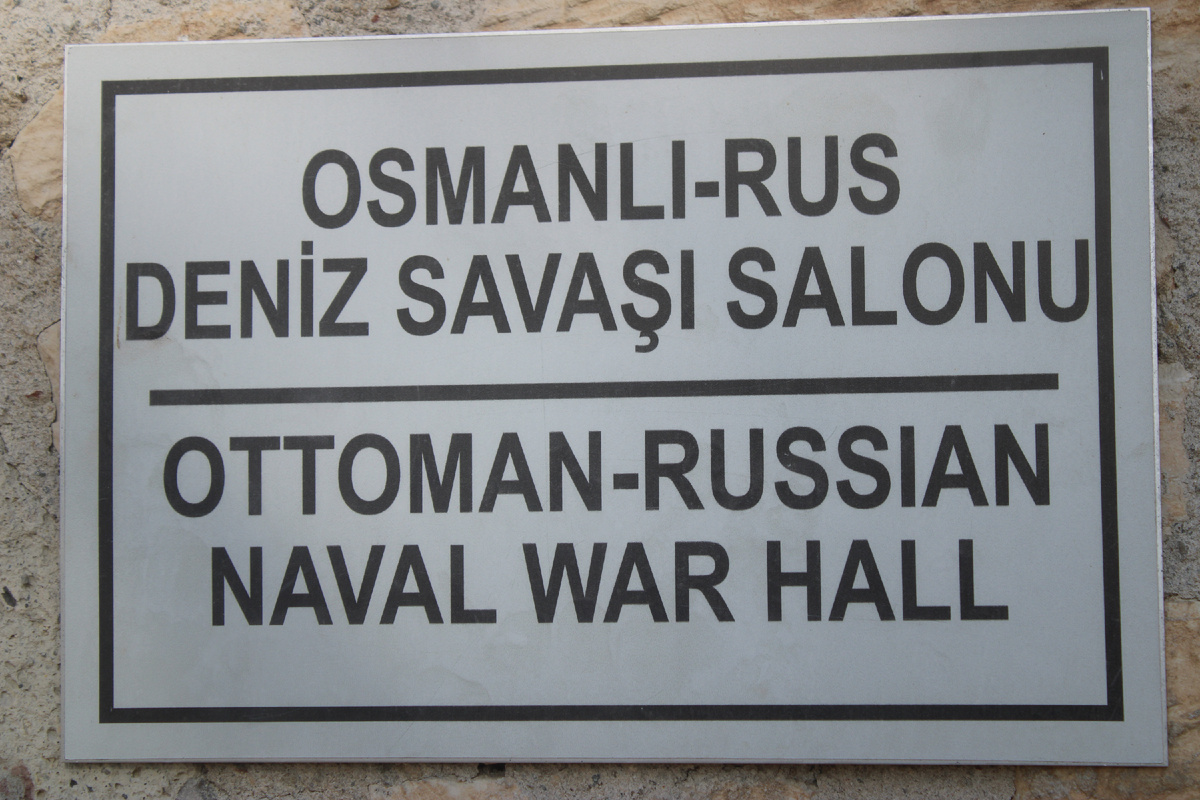 OSMANLI-RUS
DENİZ SAVAŞI SALONU
OTTOMAN-RUSSIAN
NAVAL WAR HALL